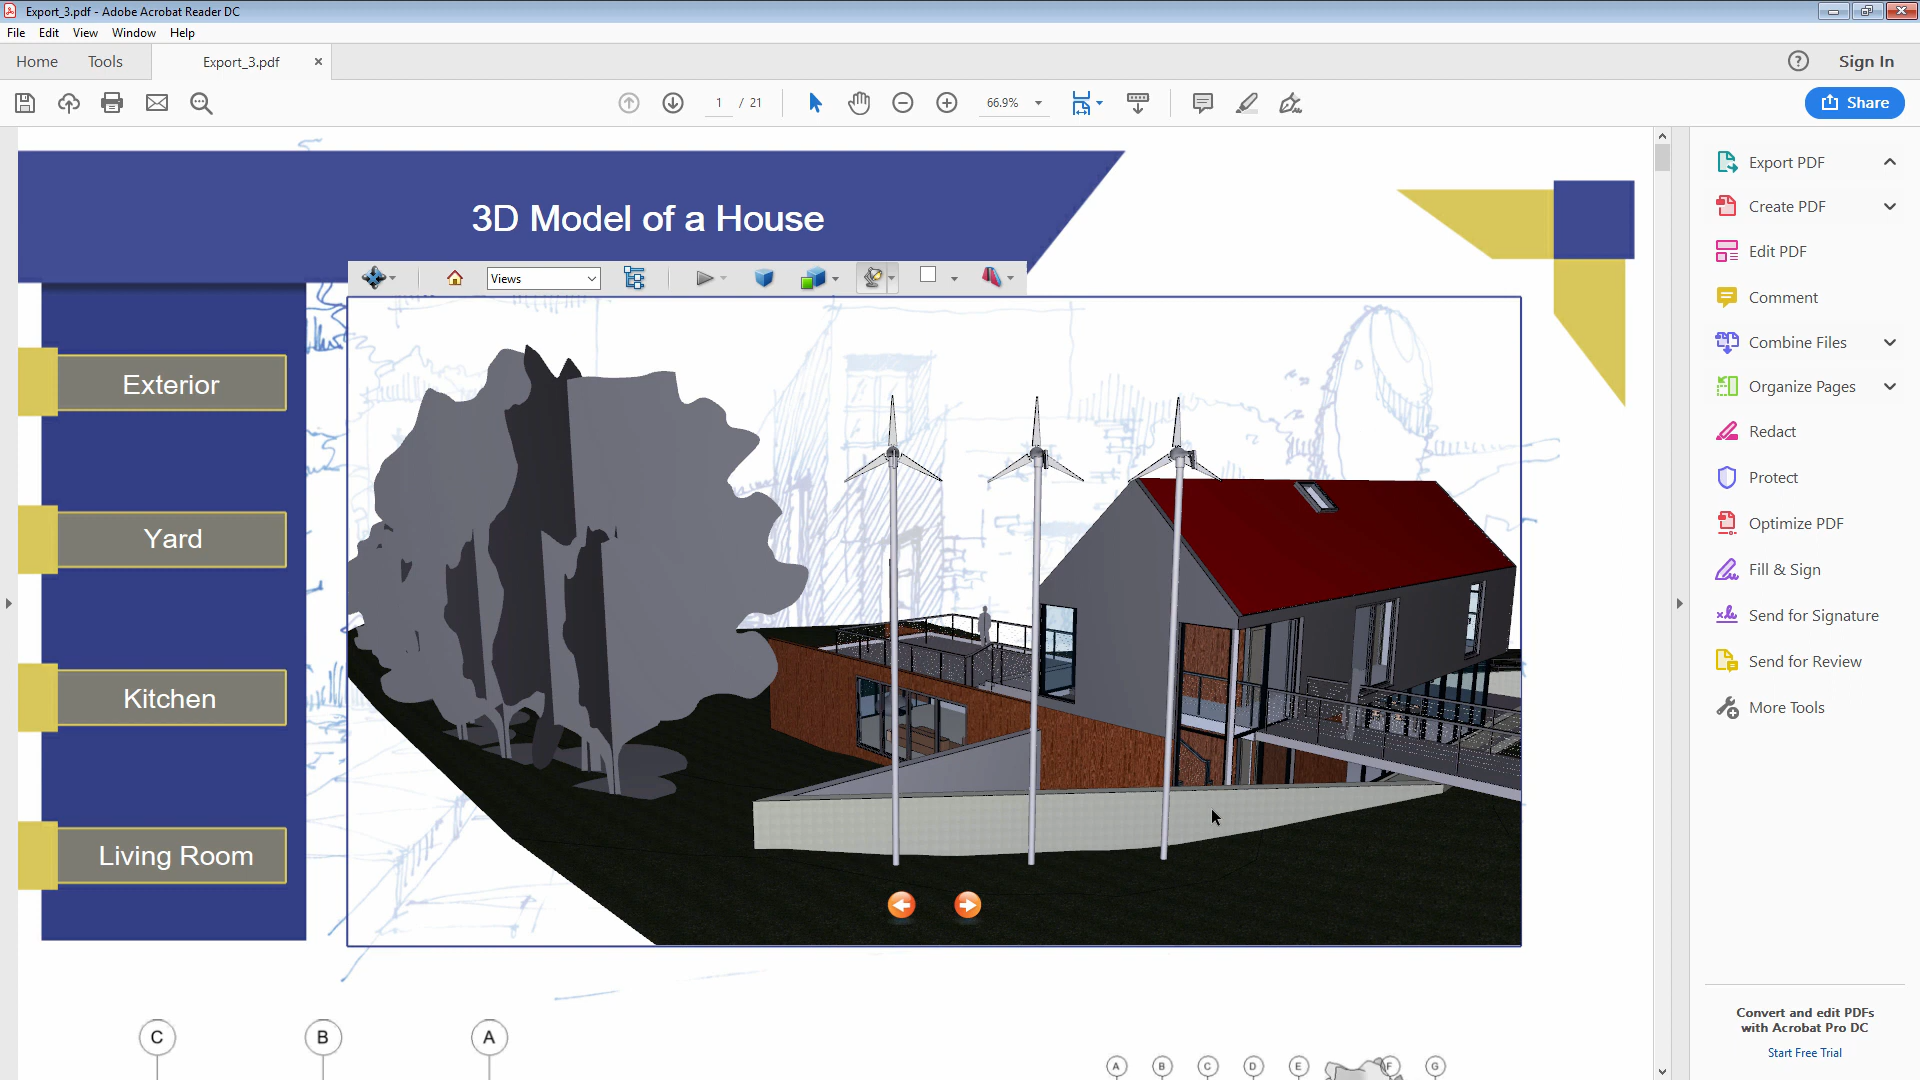 Export_3.pdf - Adobe Acrobat Reader DC
File Edit View Window Help
Home Tools Export_3.pdf × Sign In
1 / 21 66.9% Share
3D Model of a House
Views
Exterior
Yard
Kitchen
Living Room
C B A
A B C D E F G
Export PDF
Create PDF
Edit PDF
Comment
Combine Files
Organize Pages
Redact
Protect
Optimize PDF
Fill & Sign
Send for Signature
Send for Review
More Tools
Convert and edit PDFs
with Acrobat Pro DC
Start Free Trial